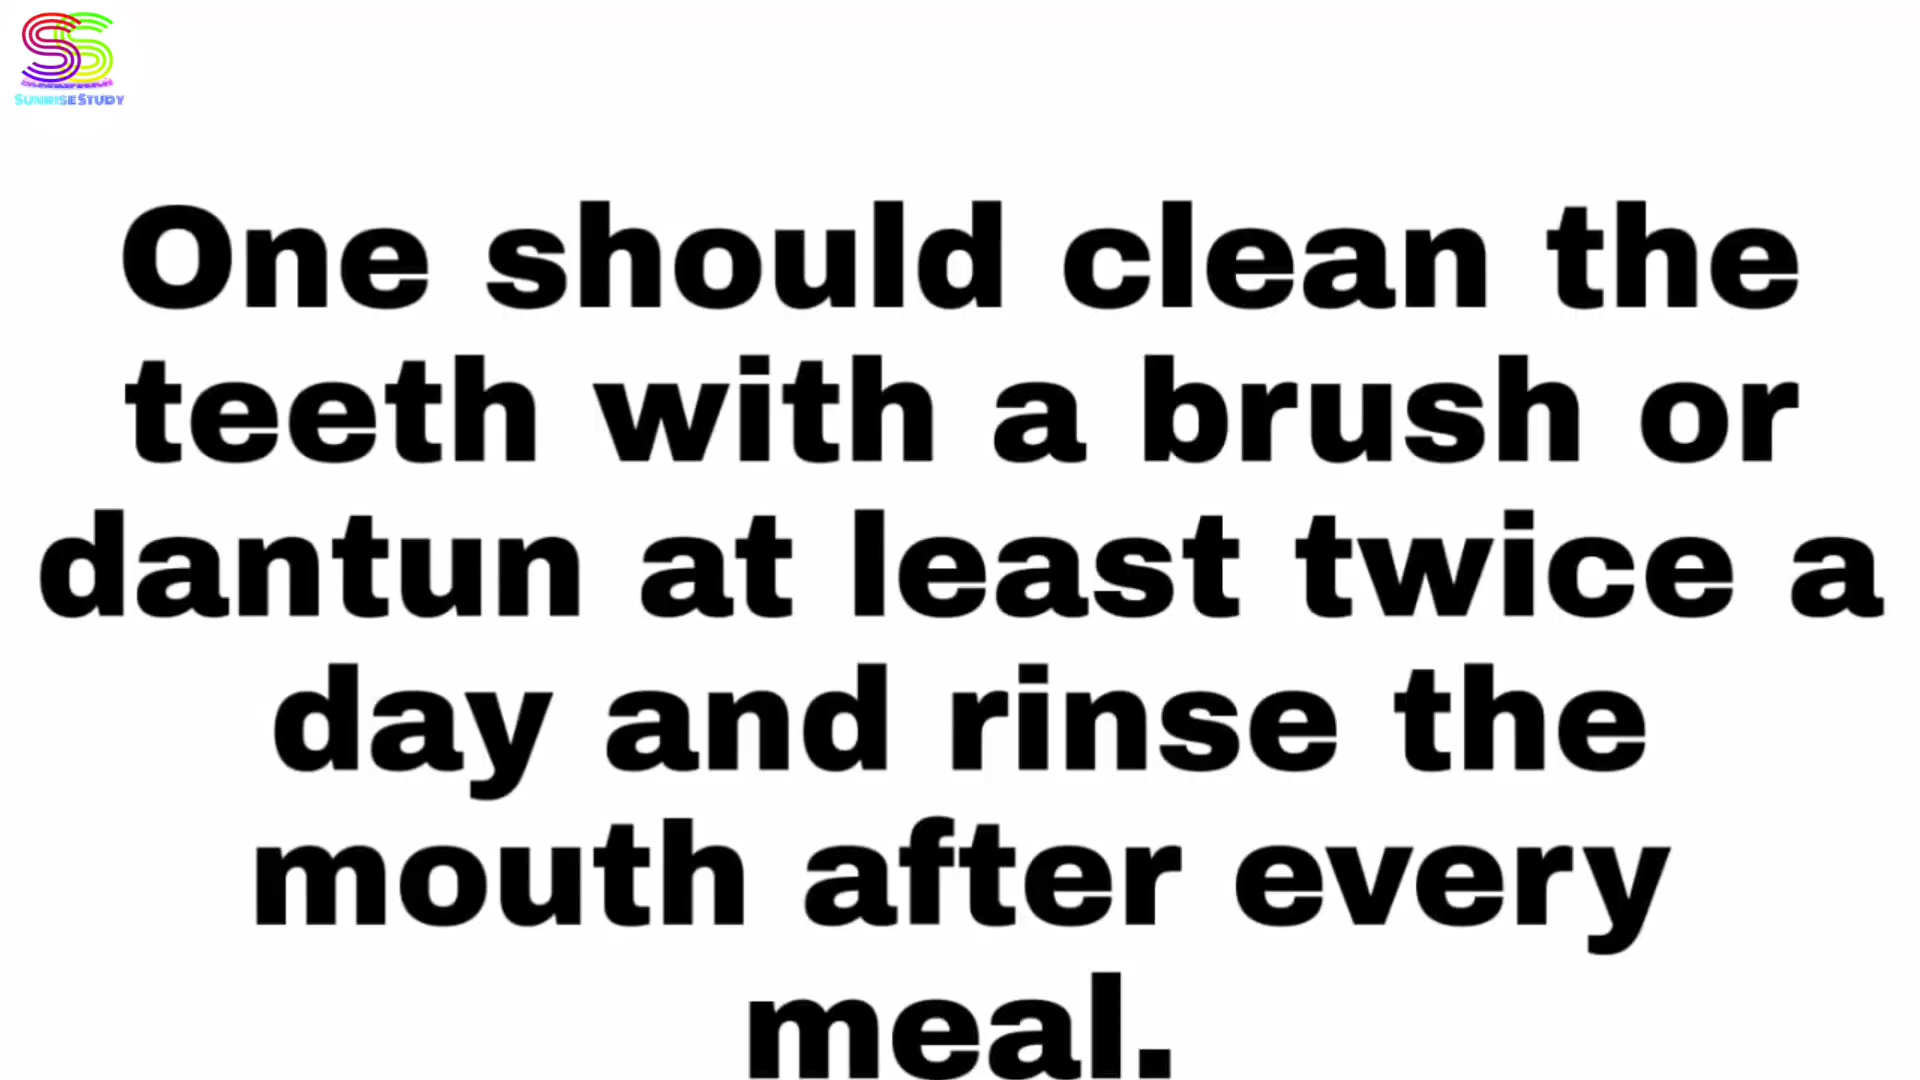 SS
SUNRISESTUDY
One should clean the
teeth with a brush or
dantun at least twice a
day and rinse the
mouth after every
meal.